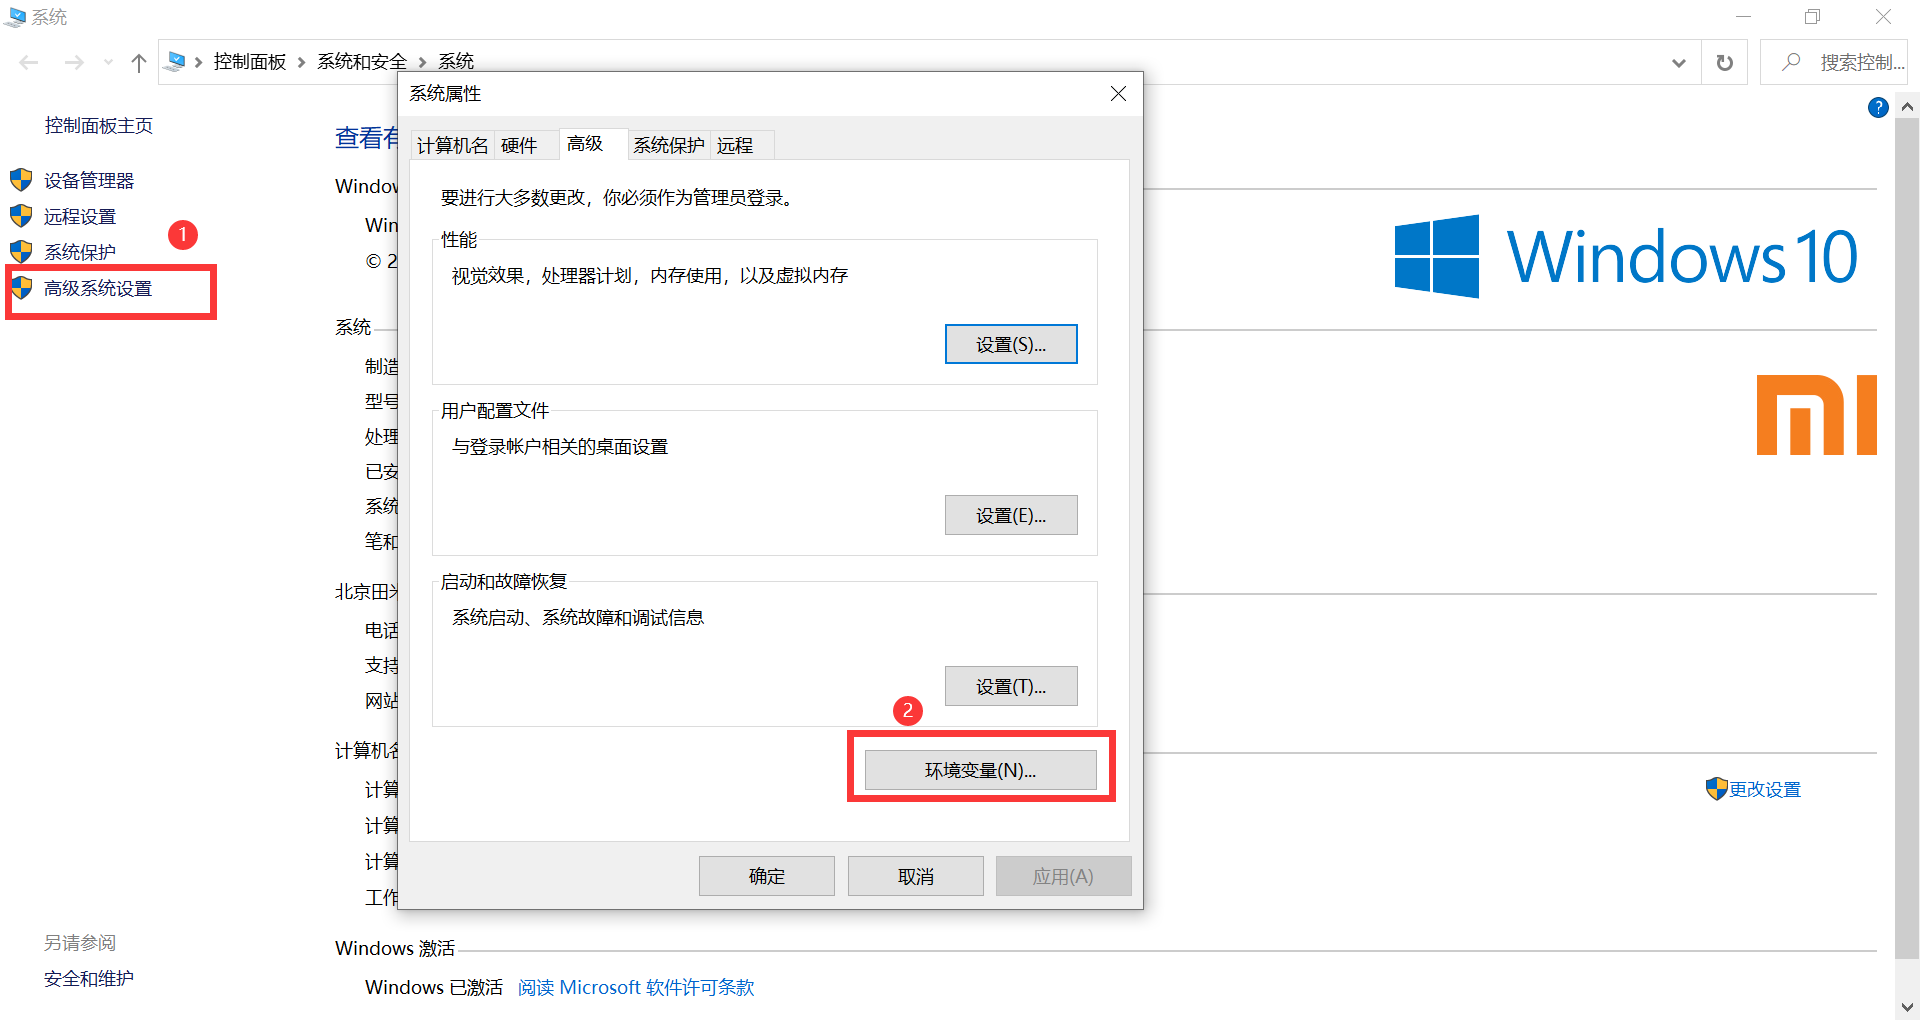 系统
控制面板 系统和安全 系统
搜索控制...
控制面板主页
设备管理器
远程设置
1
系统保护
高级系统设置
另请参阅
安全和维护
系统属性
计算机名 硬件 高级 系统保护 远程
要进行大多数更改，你必须作为管理员登录。
性能
视觉效果，处理器计划，内存使用，以及虚拟内存
设置(S)...
用户配置文件
与登录帐户相关的桌面设置
设置(E)...
启动和故障恢复
系统启动、系统故障和调试信息
设置(T)...
2
环境变量(N)...
确定 取消 应用(A)
查看有
Window
Win
© 2
Windows 10
系统
制造
型号
处理
已安
系统
笔和
mi
北京田米
电话
支持
网站
计算机名
计算
计算
计算
工作
更改设置
Windows 激活
Windows 已激活 阅读 Microsoft 软件许可条款